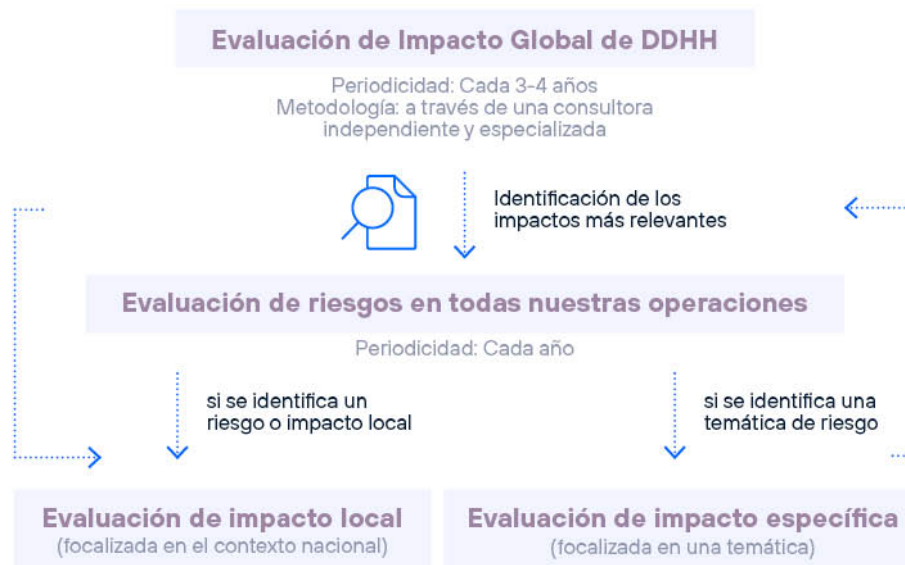 Evaluación de Impacto Global de DDHH
Periodicidad: Cada 3-4 años
Metodología: a través de una consultora
independiente y especializada
Identificación de los
impactos más relevantes
Evaluación de riesgos en todas nuestras operaciones
Periodicidad: Cada año
si se identifica un
riesgo o impacto local
si se identifica una
temática de riesgo
Evaluación de impacto local
(focalizada en el contexto nacional)
Evaluación de impacto específica
(focalizada en una temática)